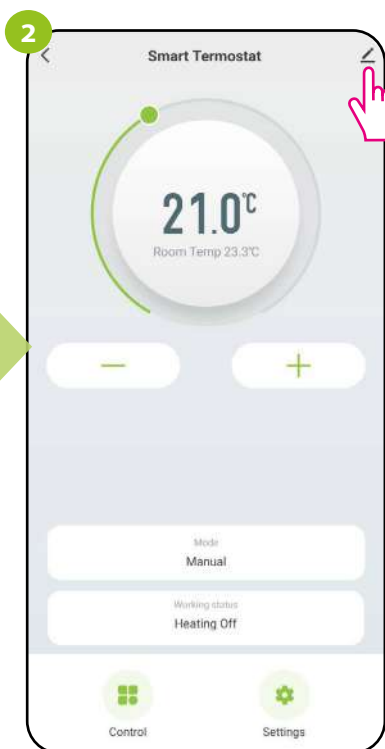 2
Smart Termostat
21.0℃
Room Temp 23.3℃
Mode
Manual
Working status
Heating Off
Control
Settings